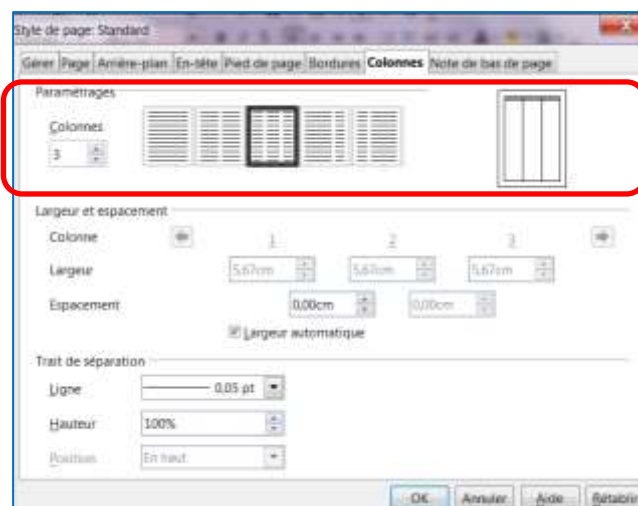 Style de page: Standard
Gérer Page Arrière-plan En-tête Pied de page Bordures Colonnes Note de bas de page
Paramétrages
Colonnes
3
Largeur et espacement
Colonne 1 2 3
Largeur 5,67cm 5,67cm 5,67cm
Espacement 0,00cm 0,00cm
Largeur automatique
Trait de séparation
Ligne 0,05 pt
Hauteur 100%
Position En haut
OK Annuler Aide Rétablir